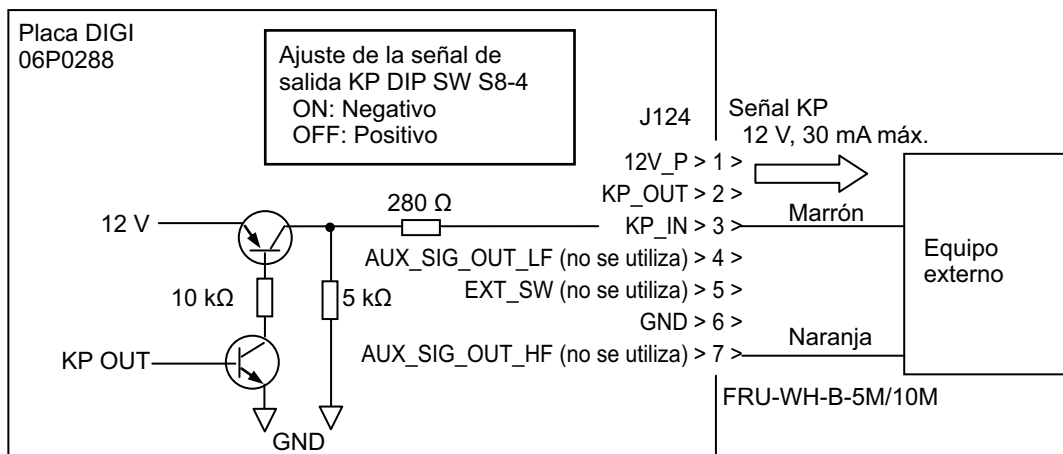 Placa DIGI
06P0288
Ajuste de la señal de
salida KP DIP SW S8-4
ON: Negativo
OFF: Positivo
J124
Señal KP
12 V, 30 mA máx.
12V_P > 1 >
KP_OUT > 2 >
KP_IN > 3 >
AUX_SIG_OUT_LF (no se utiliza) > 4 >
EXT_SW (no se utiliza) > 5 >
GND > 6 >
AUX_SIG_OUT_HF (no se utiliza) > 7 >
Marrón
Naranja
Equipo
externo
FRU-WH-B-5M/10M
12 V
280 Ω
10 kΩ
5 kΩ
KP OUT
GND